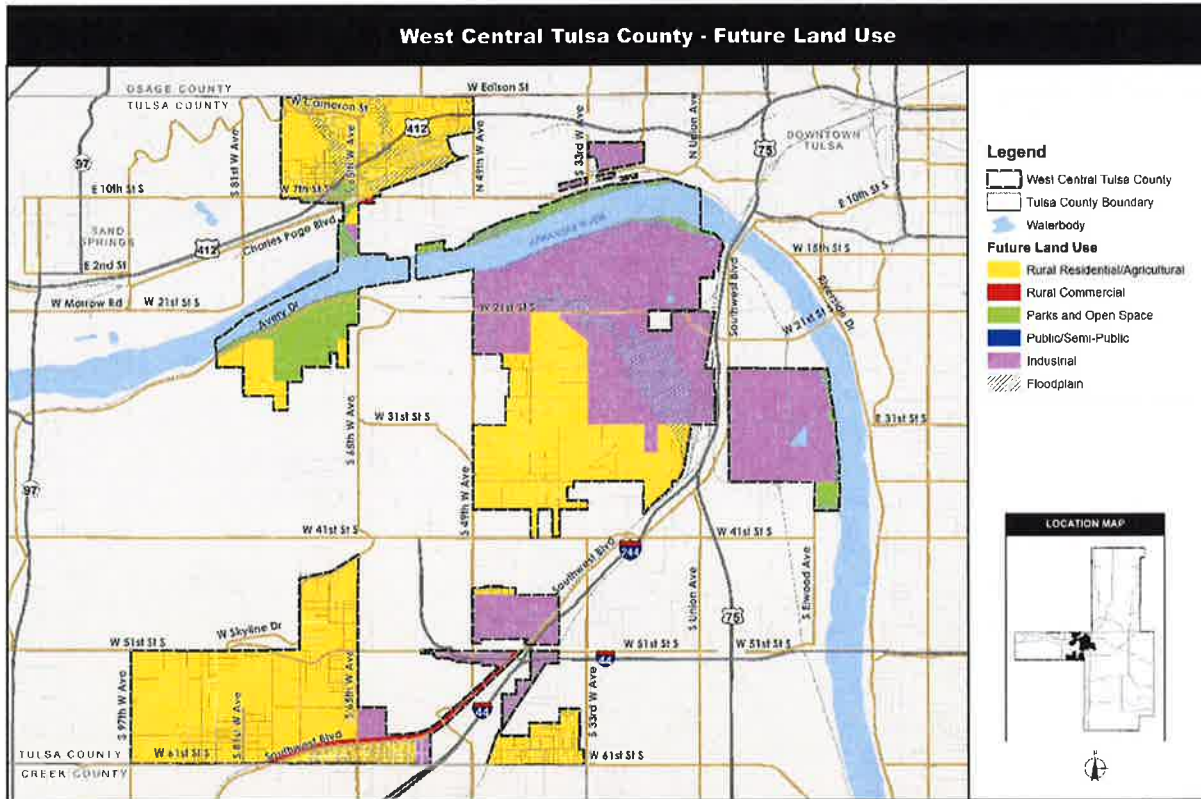 West Central Tulsa County - Future Land Use
OSAGE COUNTY
TULSA COUNTY
W Edison St
W Cameron St
412
97
S 81st W Ave
S 65th W Ave
N 49th W Ave
S 33rd W Ave
N Union Ave
75
DOWNTOWN
TULSA
E 10th St S
W 7th St S
E 10th St S
SAND
SPRINGS
412
Charles Page Blvd
ARKANSAS RIVER
E 2nd St
W 15th St S
W Morrow Rd
W 21st St S
Avery Dr
W 21st St S
Southwest Blvd
W 21st St S
Riverside Dr
W 31st St S
E 31st St S
S 65th W Ave
S 49th W Ave
97
W 41st St S
W 41st St S
Southwest Blvd
244
S Union Ave
S Elwood Ave
75
W Skyline Dr
W 51st St S
W 51st St S
W 51st St S
44
S 97th W Ave
S 81st W Ave
S 65th W Ave
44
S 33rd W Ave
Southwest Blvd
TULSA COUNTY
W 61st St S
W 61st St S
CREEK COUNTY
Legend
West Central Tulsa County
Tulsa County Boundary
Waterbody
Future Land Use
Rural Residential/Agricultural
Rural Commercial
Parks and Open Space
Public/Semi-Public
Industrial
Floodplain
LOCATION MAP
N